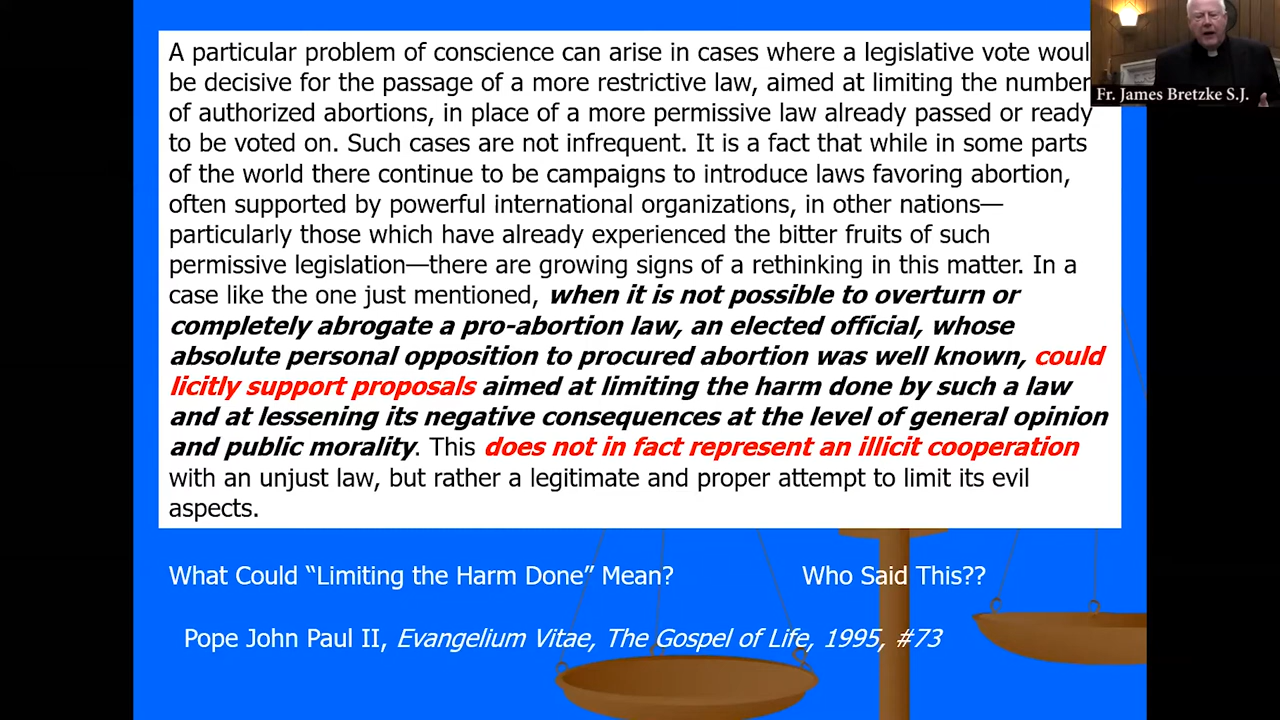 A particular problem of conscience can arise in cases where a legislative vote woul
be decisive for the passage of a more restrictive law, aimed at limiting the number
of authorized abortions, in place of a more permissive law already passed or ready
to be voted on. Such cases are not infrequent. It is a fact that while in some parts
of the world there continue to be campaigns to introduce laws favoring abortion,
often supported by powerful international organizations, in other nations—
particularly those which have already experienced the bitter fruits of such
permissive legislation—there are growing signs of a rethinking in this matter. In a
case like the one just mentioned, when it is not possible to overturn or
completely abrogate a pro-abortion law, an elected official, whose
absolute personal opposition to procured abortion was well known, could
licitly support proposals aimed at limiting the harm done by such a law
and at lessening its negative consequences at the level of general opinion
and public morality. This does not in fact represent an illicit cooperation
with an unjust law, but rather a legitimate and proper attempt to limit its evil
aspects.
What Could “Limiting the Harm Done” Mean?
Who Said This??
Pope John Paul II, Evangelium Vitae, The Gospel of Life, 1995, #73
Fr. James Bretzke S.J.